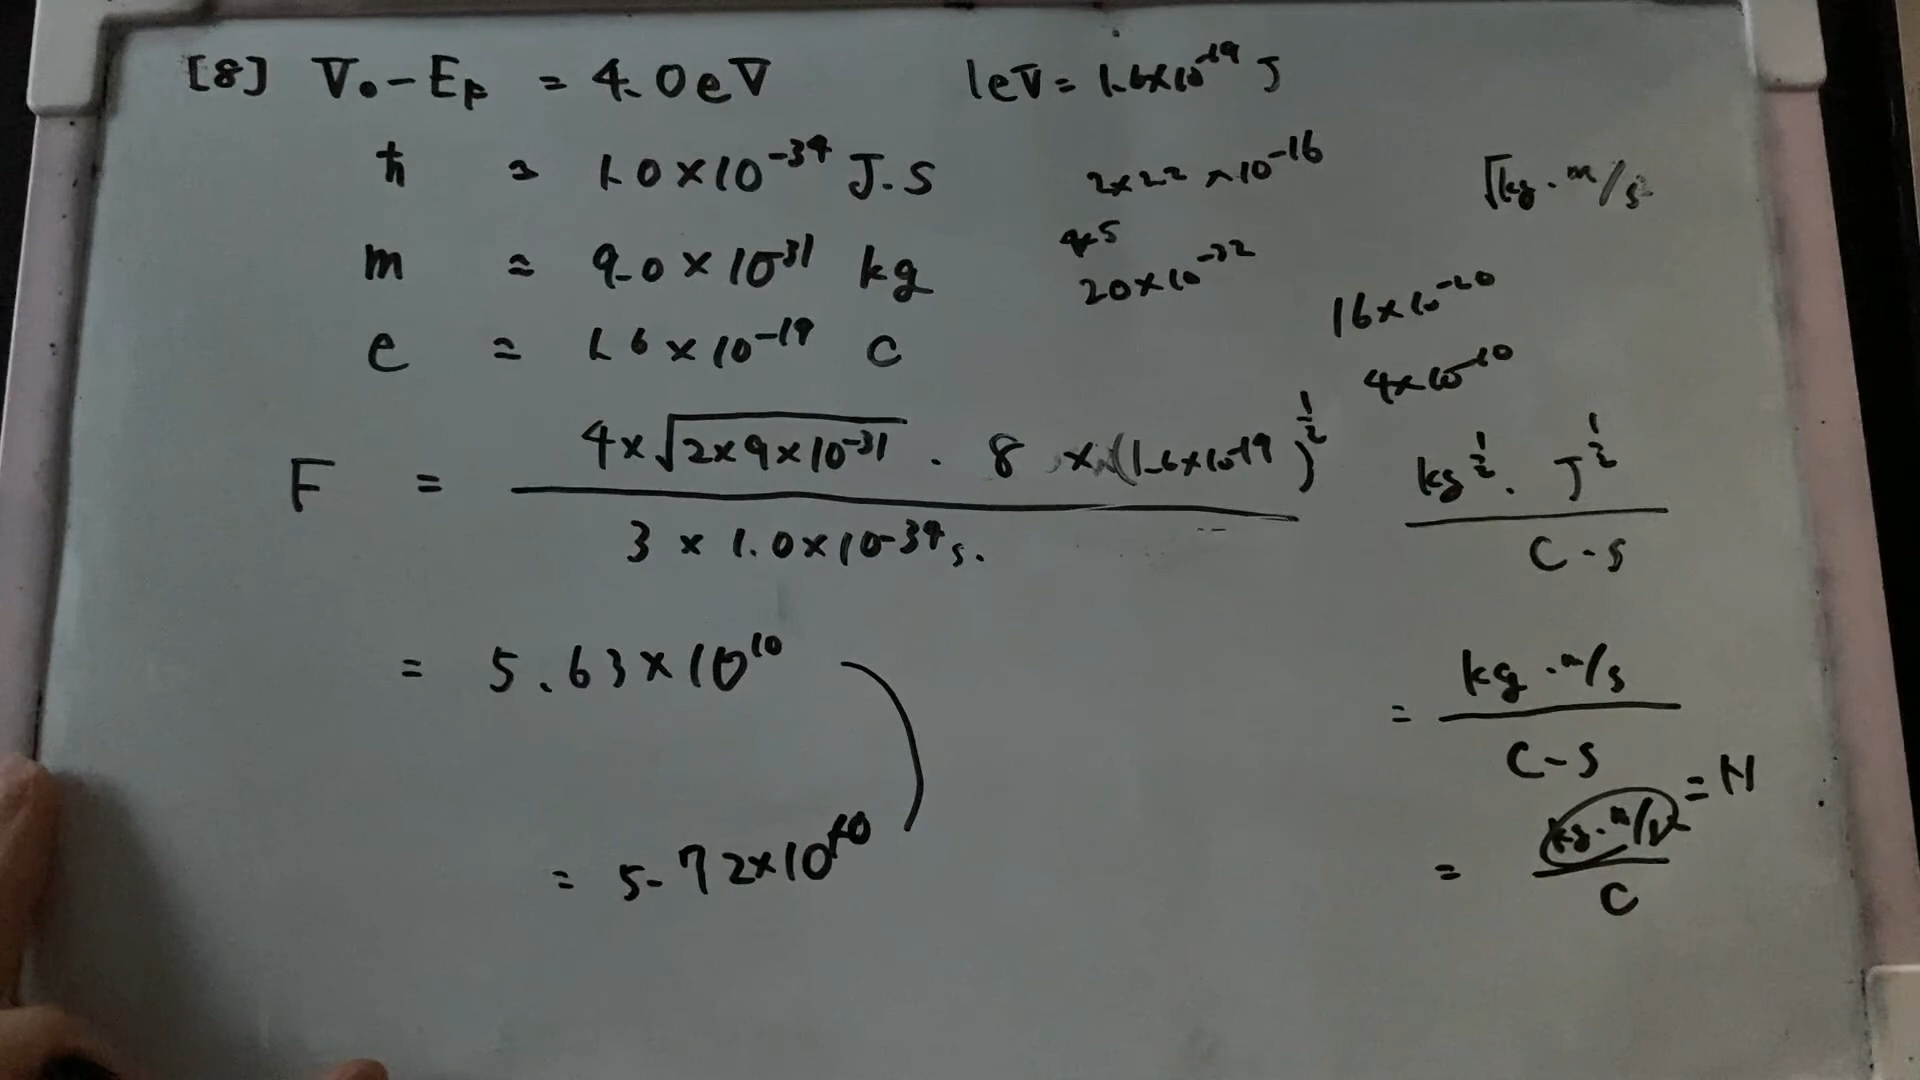 [8] V₀-E_F = 4.0eV 1eV = 1.6×10⁻¹⁹ J
ħ = 1.0×10⁻³⁴ J.s 2×22×10⁻¹⁶ √kg.m/s
m = 9.0×10⁻³¹ kg 4×5
20×10⁻³²
16×10⁻²⁰
e = 1.6×10⁻¹⁹ C 4×10⁻¹⁰
F = 4×√(2×9×10⁻³¹) . 8 ×(1.6×10⁻¹⁹)^(1/2) kg^(1/2). J^(1/2)
3 × 1.0×10⁻³⁴ s. C-s
= 5.63×10¹⁰ = kg.m/s
C-s
= 5.72×10¹⁰ = kg.m/s² = N
C